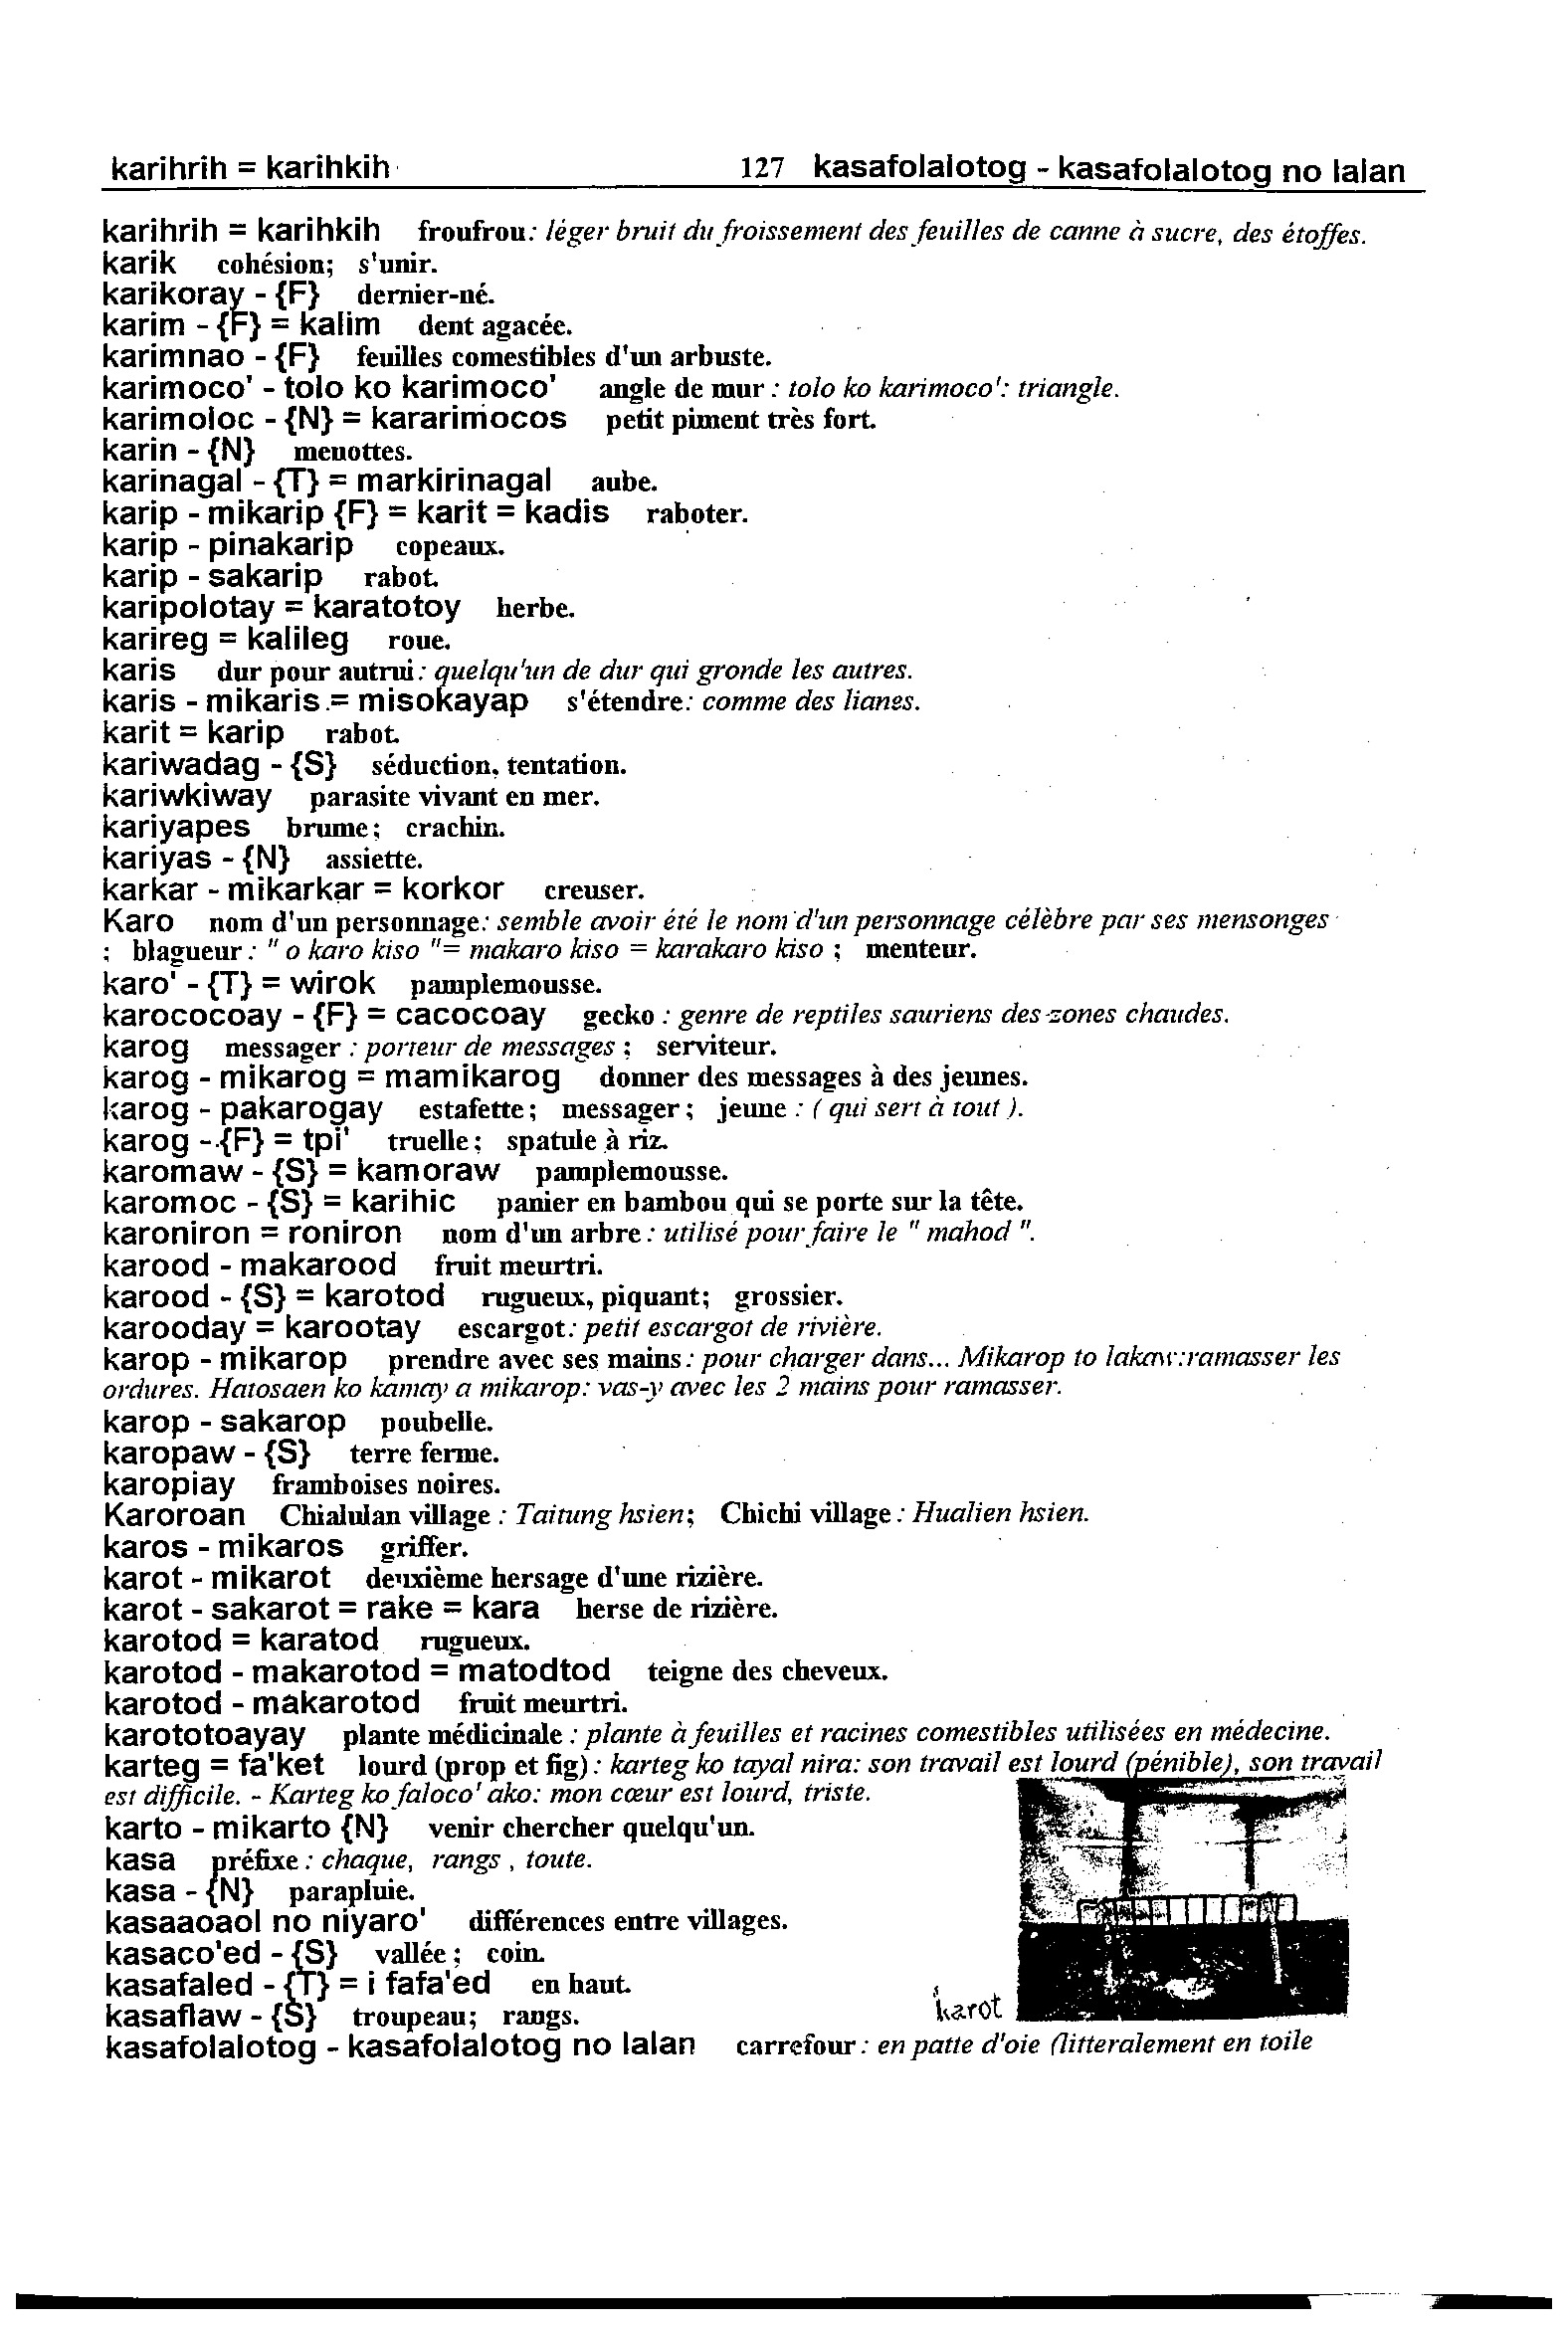 karihrih = karihkih 127 kasafolalotog - kasafolalotog no lalan
karihrih = karihkih froufrou: léger bruit du froissement des feuilles de canne à sucre, des étoffes.
karik cohésion; s'unir.
karikoray - {F} dernier-né.
karim - {F} = kalim dent agacée.
karimnao - {F} feuilles comestibles d'un arbuste.
karimoco' - tolo ko karimoco' angle de mur : tolo ko karimoco': triangle.
karimoloc - {N} = kararimocos petit piment très fort.
karin - {N} menottes.
karinagal - {T} = markirinagal aube.
karip - mikarip {F} = karit = kadis raboter.
karip - pinakarip copeaux.
karip - sakarip rabot.
karipolotay = karatotoy herbe.
karireg = kalileg roue.
karis dur pour autrui: quelqu'un de dur qui gronde les autres.
karis - mikaris = misokayap s'étendre: comme des lianes.
karit = karip rabot.
kariwadag - {S} séduction, tentation.
kariwkiway parasite vivant en mer.
kariyapes brume; crachin.
kariyas - {N} assiette.
karkar - mikarkar = korkor creuser.
Karo nom d'un personnage: semble avoir été le nom d'un personnage célèbre par ses mensonges
; blagueur : " o karo kiso "= makaro kiso = karakaro kiso ; menteur.
karo' - {T} = wirok pamplemousse.
karococoay - {F} = cacocoay gecko : genre de reptiles sauriens des zones chaudes.
karog messager : porteur de messages ; serviteur.
karog - mikarog = mamikarog donner des messages à des jeunes.
karog - pakarogay estafette; messager; jeune : ( qui sert à tout ).
karog - {F} = tpi' truelle; spatule à riz.
karomaw - {S} = kamoraw pamplemousse.
karomoc - {S} = karihic panier en bambou qui se porte sur la tête.
karoniron = roniron nom d'un arbre : utilisé pour faire le " mahod ".
karood - makarood fruit meurtri.
karood - {S} = karotod rugueux, piquant; grossier.
karooday = karootay escargot: petit escargot de rivière.
karop - mikarop prendre avec ses mains: pour charger dans... Mikarop to lakaw:ramasser les
ordures. Hatosaen ko kamay a mikarop: vas-y avec les 2 mains pour ramasser.
karop - sakarop poubelle.
karopaw - {S} terre ferme.
karopiay framboises noires.
Karoroan Chialulan village : Taitung hsien; Chichi village : Hualien hsien.
karos - mikaros griffer.
karot - mikarot deuxième hersage d'une rizière.
karot - sakarot = rake = kara herse de rizière.
karotod = karatod rugueux.
karotod - makarotod = matodtod teigne des cheveux.
karotod - makarotod fruit meurtri.
karototoayay plante médicinale : plante à feuilles et racines comestibles utilisées en médecine.
karteg = fa'ket lourd (prop et fig) : karteg ko tayal nira: son travail est lourd (pénible), son travail
est difficile. - Karteg ko faloco' ako: mon cœur est lourd, triste.
karto - mikarto {N} venir chercher quelqu'un.
kasa préfixe : chaque, rangs , toute.
kasa - {N} parapluie.
kasaaoaol no niyaro' différences entre villages.
kasaco'ed - {S} vallée ; coin.
kasafaled - {T} = i fafa'ed en haut.
kasaflaw - {S} troupeau; rangs.
karot
kasafolalotog - kasafolalotog no lalan carrefour : en patte d'oie (litteralement en toile